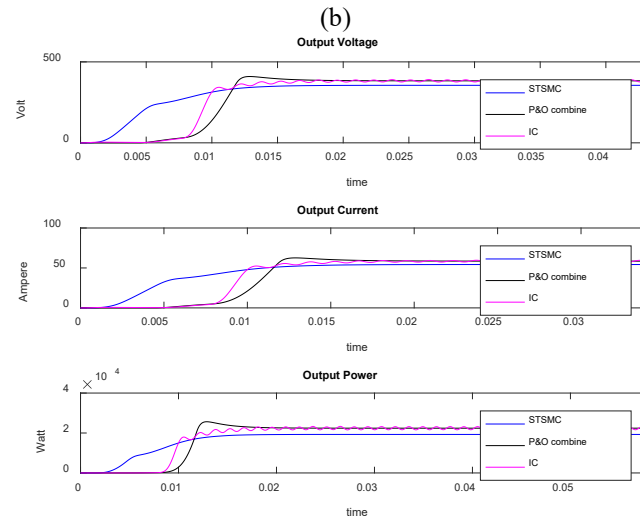 (b)
Output Voltage
500
Volt
0
0 0.005 0.01 0.015 0.02 0.025 0.03 0.035 0.04
STSMC
P&O combine
IC
time
Output Current
100
50
Ampere
0
0.005 0.01 0.015 0.02 0.025 0.03
STSMC
P&O combine
IC
time
Output Power
× 10 4
4
2
Watt
0
0 0.01 0.02 0.03 0.04 0.05
STSMC
P&O combine
IC
time